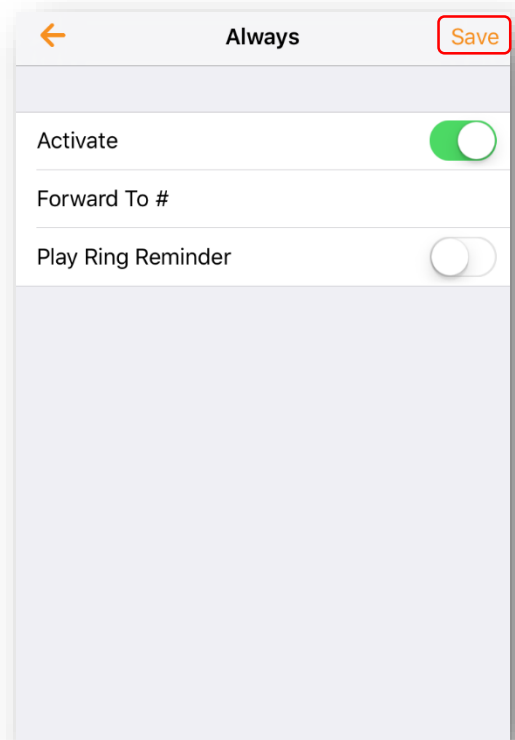 Always
Save
Activate
Forward To #
Play Ring Reminder